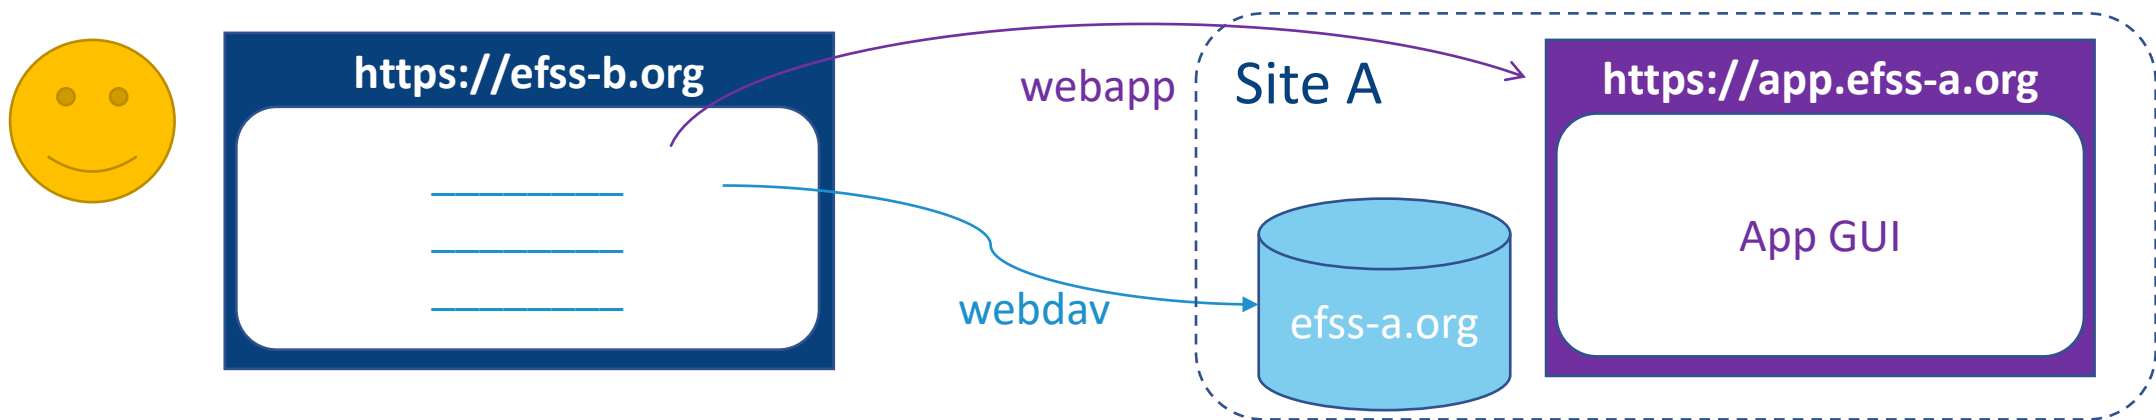 https://efss-b.org
webapp
Site A
https://app.efss-a.org
App GUI
webdav
efss-a.org